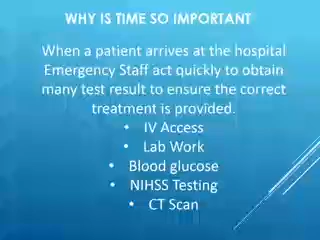 WHY IS TIME SO IMPORTANT
When a patient arrives at the hospital
Emergency Staff act quickly to obtain
many test result to ensure the correct
treatment is provided.
• IV Access
• Lab Work
• Blood glucose
• NIHSS Testing
• CT Scan